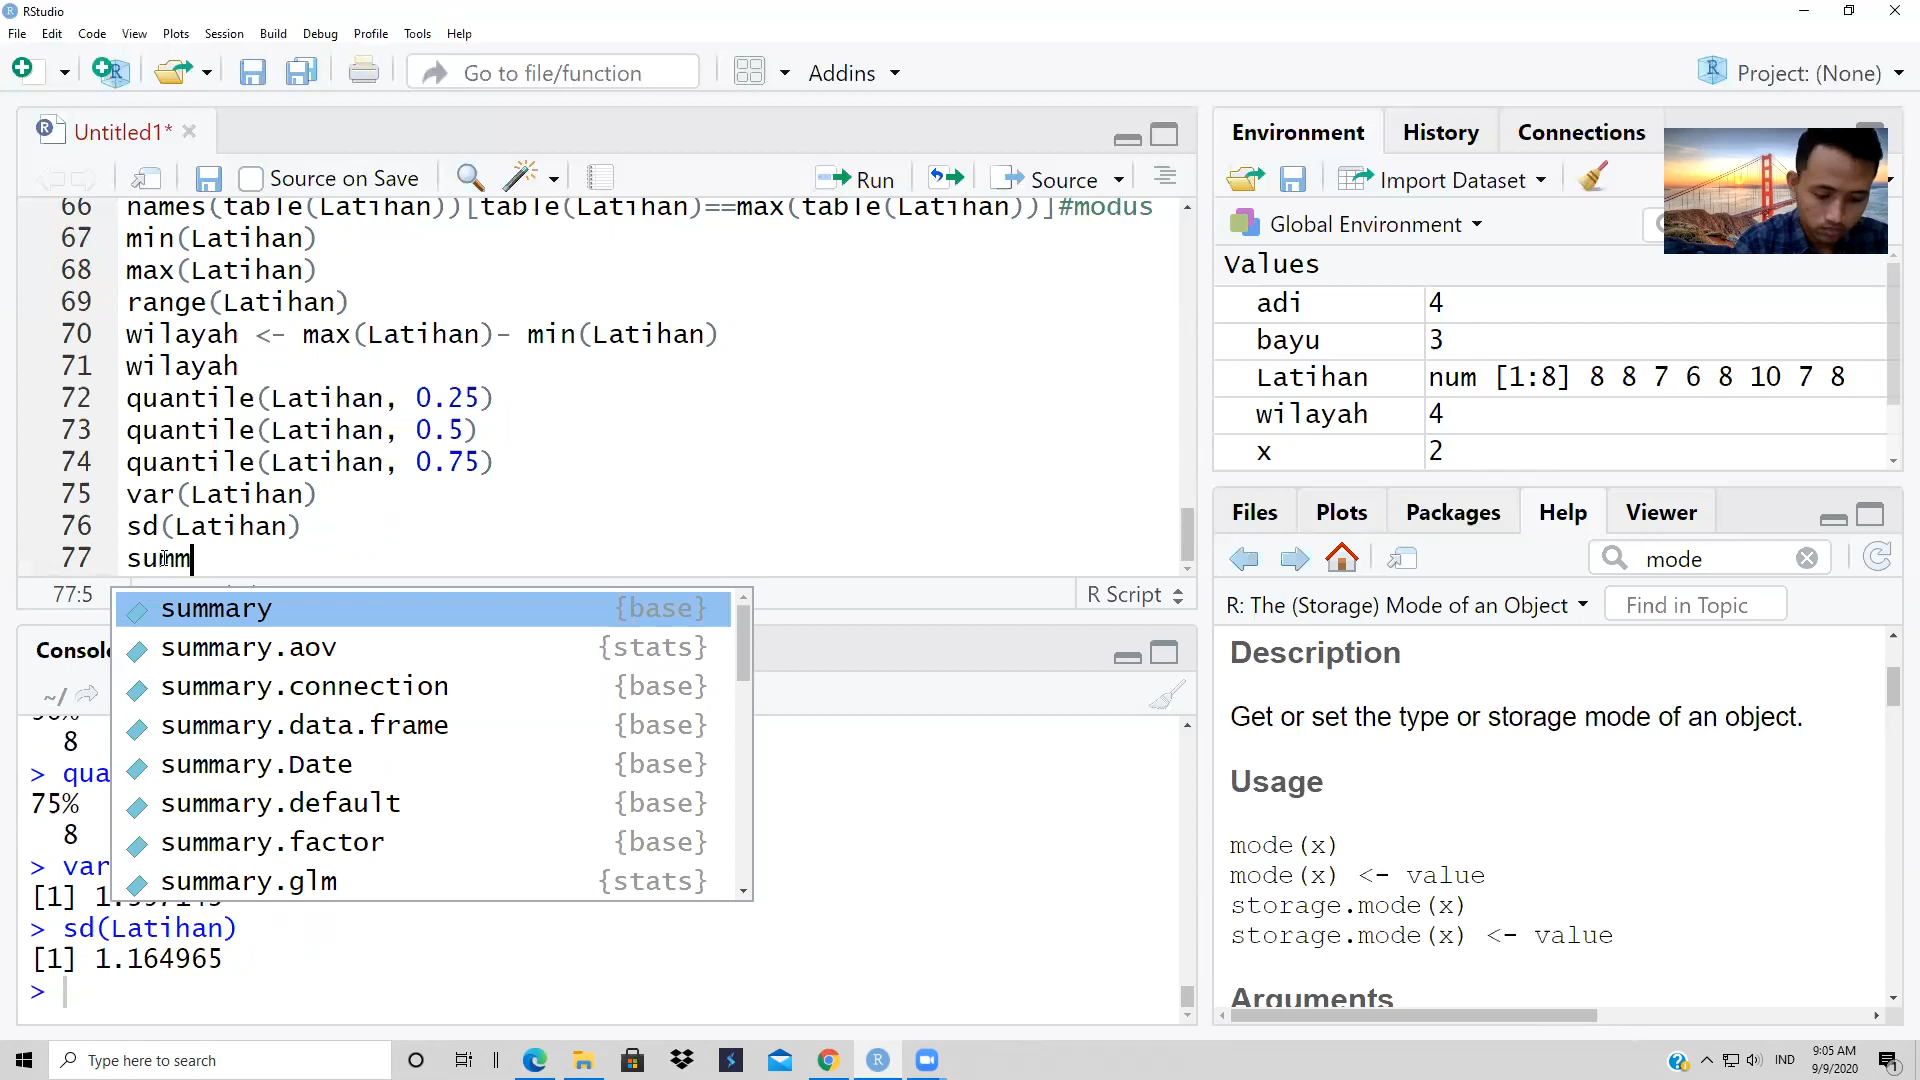 RStudio
File Edit Code View Plots Session Build Debug Profile Tools Help
Go to file/function Addins Project: (None)
Untitled1*
Source on Save Run Source
66 names(table(Latihan))[table(Latihan)==max(table(Latihan))]#modus
67 min(Latihan)
68 max(Latihan)
69 range(Latihan)
70 wilayah <- max(Latihan)- min(Latihan)
71 wilayah
72 quantile(Latihan, 0.25)
73 quantile(Latihan, 0.5)
74 quantile(Latihan, 0.75)
75 var(Latihan)
76 sd(Latihan)
77 summ
77:5 R Script
summary {base}
summary.aov {stats}
summary.connection {base}
summary.data.frame {base}
summary.Date {base}
summary.default {base}
summary.factor {base}
summary.glm {stats}
Consol
~/
8
> qua
75%
8
> var
[1] 1.
> sd(Latihan)
[1] 1.164965
>
Environment History Connections
Import Dataset
Global Environment
Values
adi 4
bayu 3
Latihan num [1:8] 8 8 7 6 8 10 7 8
wilayah 4
x 2
Files Plots Packages Help Viewer
mode
R: The (Storage) Mode of an Object Find in Topic
Description
Get or set the type or storage mode of an object.
Usage
mode(x)
mode(x) <- value
storage.mode(x)
storage.mode(x) <- value
Arguments
Type here to search
IND
9:05 AM
9/9/2020